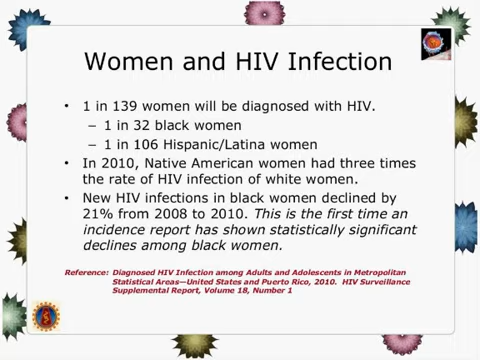 Women and HIV Infection
• 1 in 139 women will be diagnosed with HIV.
– 1 in 32 black women
– 1 in 106 Hispanic/Latina women
• In 2010, Native American women had three times
the rate of HIV infection of white women.
• New HIV infections in black women declined by
21% from 2008 to 2010. This is the first time an
incidence report has shown statistically significant
declines among black women.
Reference: Diagnosed HIV Infection among Adults and Adolescents in Metropolitan
Statistical Areas—United States and Puerto Rico, 2010. HIV Surveillance
Supplemental Report, Volume 18, Number 1